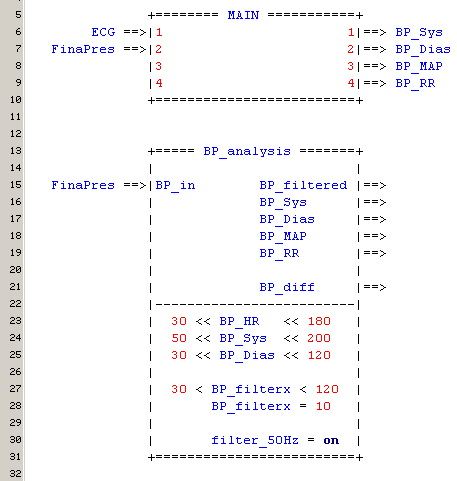 5 +======== MAIN ===========+
6 ECG ==>|1 1|==> BP_Sys
7 FinaPres ==>|2 2|==> BP_Dias
8 |3 3|==> BP_MAP
9 |4 4|==> BP_RR
10 +=========================+
11
12
13 +===== BP_analysis =======+
14 | |
15 FinaPres ==>|BP_in BP_filtered |==>
16 | BP_Sys |==>
17 | BP_Dias |==>
18 | BP_MAP |==>
19 | BP_RR |==>
20 | |
21 | BP_diff |==>
22 |-------------------------|
23 | 30 << BP_HR << 180 |
24 | 50 << BP_Sys << 200 |
25 | 30 << BP_Dias << 120 |
26 | |
27 | 30 < BP_filterx < 120 |
28 | BP_filterx = 10 |
29 | |
30 | filter_50Hz = on |
31 +=========================+
32